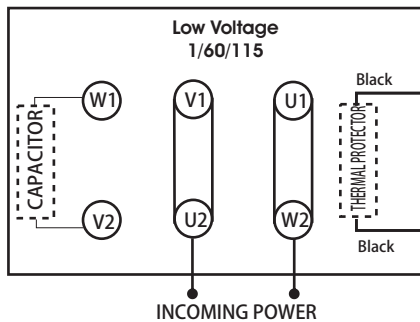 Low Voltage
1/60/115
Black
W1
V1
U1
CAPACITOR
THERMAL PROTECTOR
V2
U2
W2
Black
INCOMING POWER